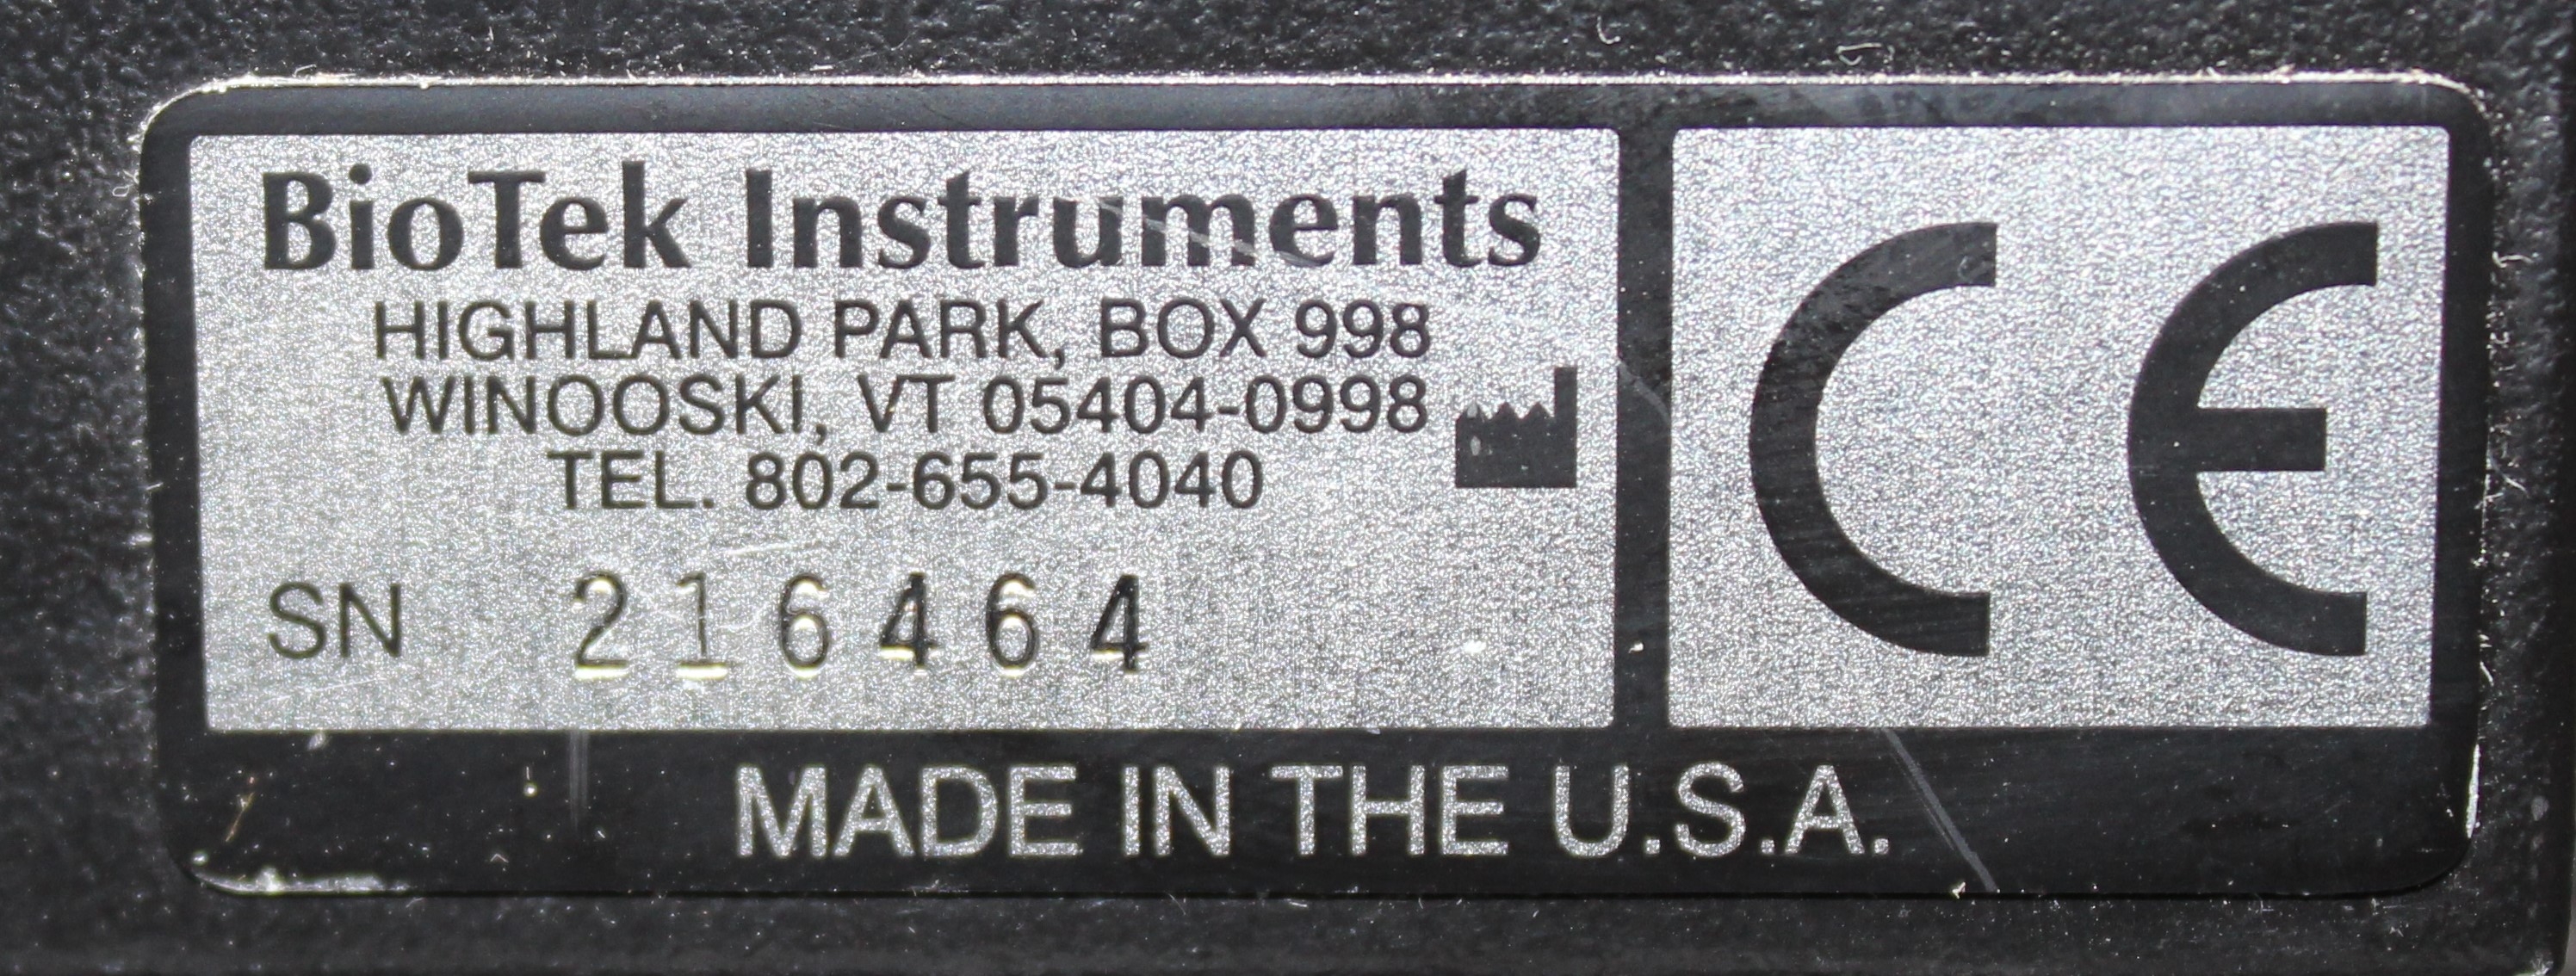 BioTek Instruments
HIGHLAND PARK, BOX 998
WINOOSKI, VT 05404-0998
TEL. 802-655-4040
SN 216464
CE
MADE IN THE U.S.A.